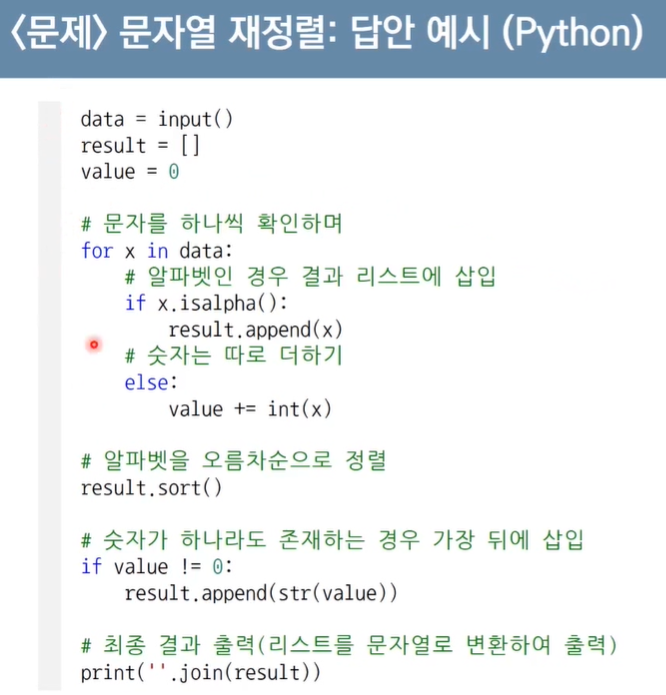 <문제> 문자열 재정렬: 답안 예시 (Python)
data = input()
result = []
value = 0
# 문자를 하나씩 확인하며
for x in data:
# 알파벳인 경우 결과 리스트에 삽입
if x.isalpha():
result.append(x)
# 숫자는 따로 더하기
else:
value += int(x)
# 알파벳을 오름차순으로 정렬
result.sort()
# 숫자가 하나라도 존재하는 경우 가장 뒤에 삽입
if value != 0:
result.append(str(value))
# 최종 결과 출력(리스트를 문자열로 변환하여 출력)
print(''.join(result))